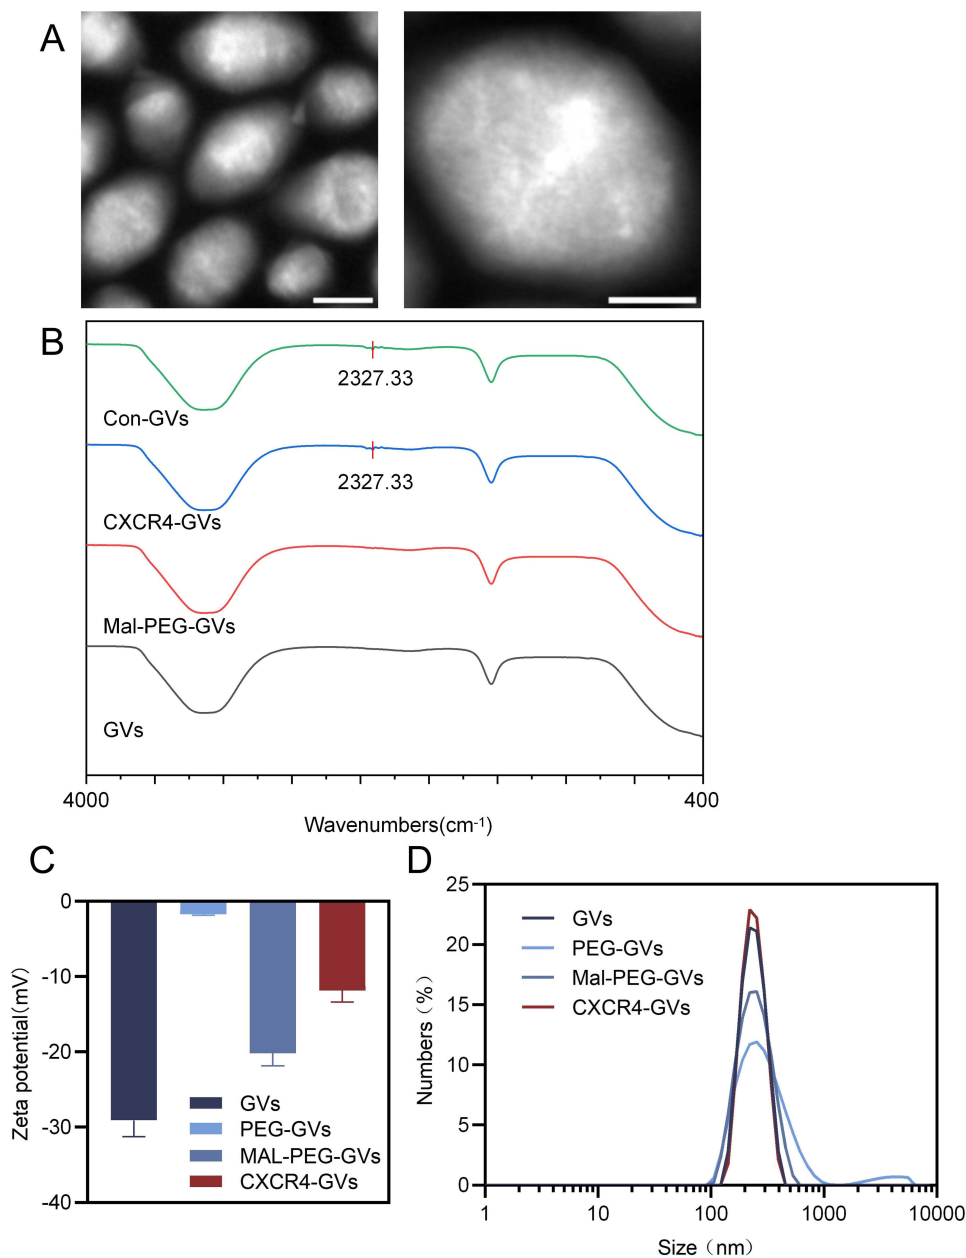 A
B
2327.33
Con-GVs
2327.33
CXCR4-GVs
Mal-PEG-GVs
GVs
4000
400
Wavenumbers(cm⁻¹)
C
0
-10
-20
-30
-40
Zeta potential(mV)
GVs
PEG-GVs
MAL-PEG-GVs
CXCR4-GVs
D
25
20
15
10
5
0
Numbers（%）
GVs
PEG-GVs
Mal-PEG-GVs
CXCR4-GVs
1
10
100
1000
10000
Size（nm）